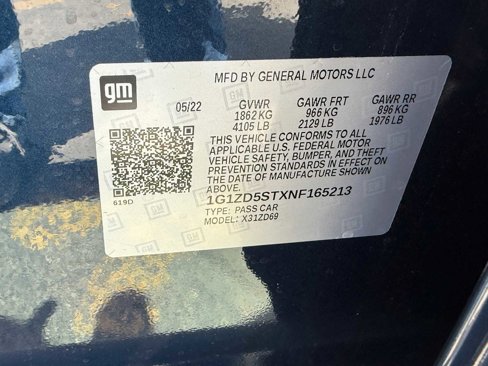 gm
MFD BY GENERAL MOTORS LLC
05/22 GVWR GAWR FRT GAWR RR
1862 KG 966 KG 896 KG
4105 LB 2129 LB 1976 LB
THIS VEHICLE CONFORMS TO ALL
APPLICABLE U.S. FEDERAL MOTOR
VEHICLE SAFETY, BUMPER, AND THEFT
PREVENTION STANDARDS IN EFFECT ON
THE DATE OF MANUFACTURE SHOWN
ABOVE.
619D
1G1ZD5STXNF165213
TYPE: PASS CAR
MODEL: X31ZD69